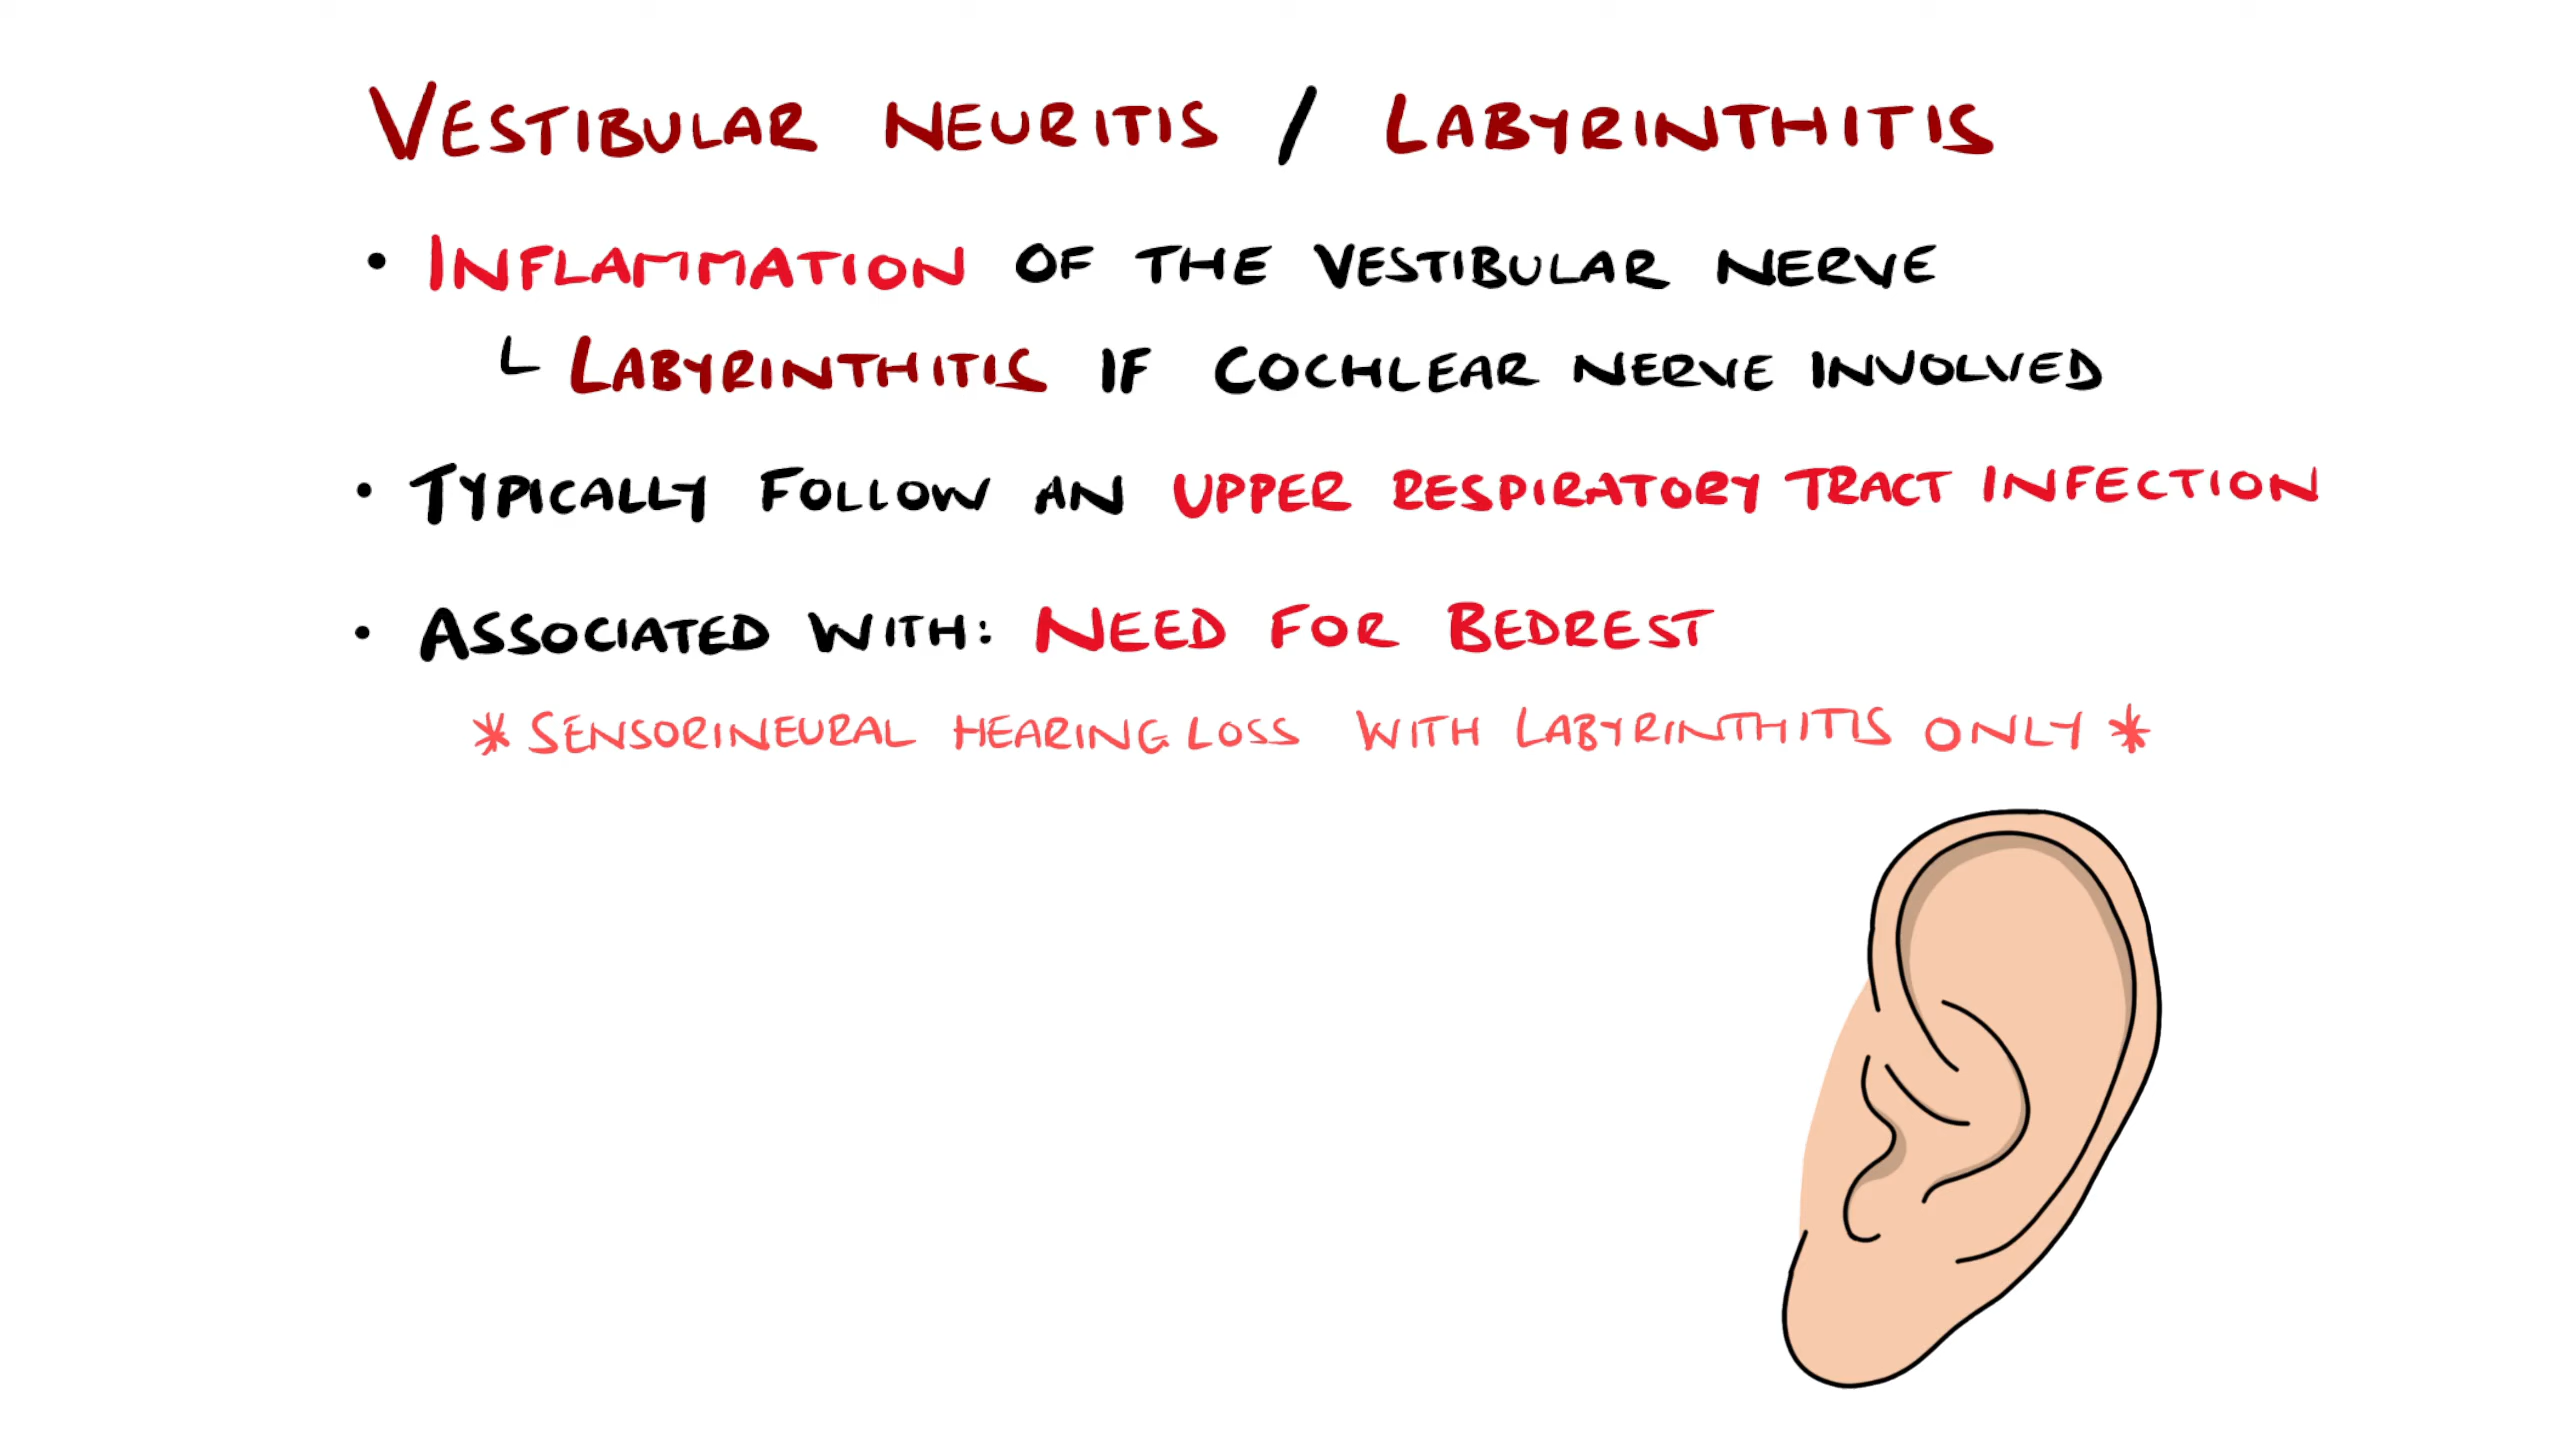 VESTIBULAR NEURITIS / LABYRINTHITIS
• INFLAMMATION OF THE VESTIBULAR NERVE
└ LABYRINTHITIS IF COCHLEAR NERVE INVOLVED
• TYPICALLY FOLLOW AN UPPER RESPIRATORY TRACT INFECTION
• ASSOCIATED WITH: NEED FOR BEDREST
* SENSORINEURAL HEARING LOSS WITH LABYRINTHITIS ONLY *